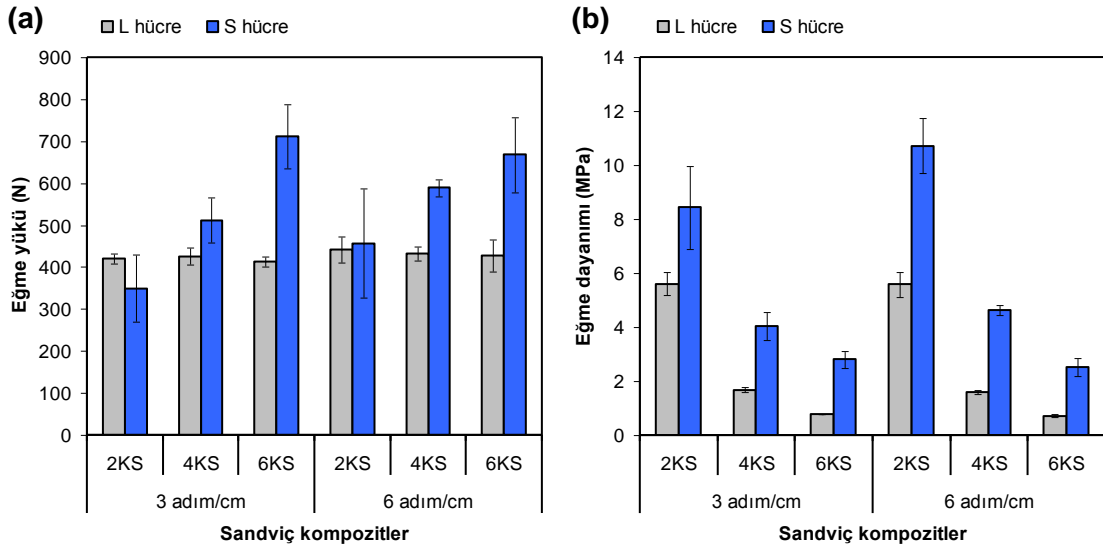 (a)
L hücre S hücre
Eğme yükü (N)
900
800
700
600
500
400
300
200
100
0
2KS 4KS 6KS 2KS 4KS 6KS
3 adım/cm 6 adım/cm
Sandviç kompozitler
(b)
L hücre S hücre
Eğme dayanımı (MPa)
14
12
10
8
6
4
2
0
2KS 4KS 6KS 2KS 4KS 6KS
3 adım/cm 6 adım/cm
Sandviç kompozitler